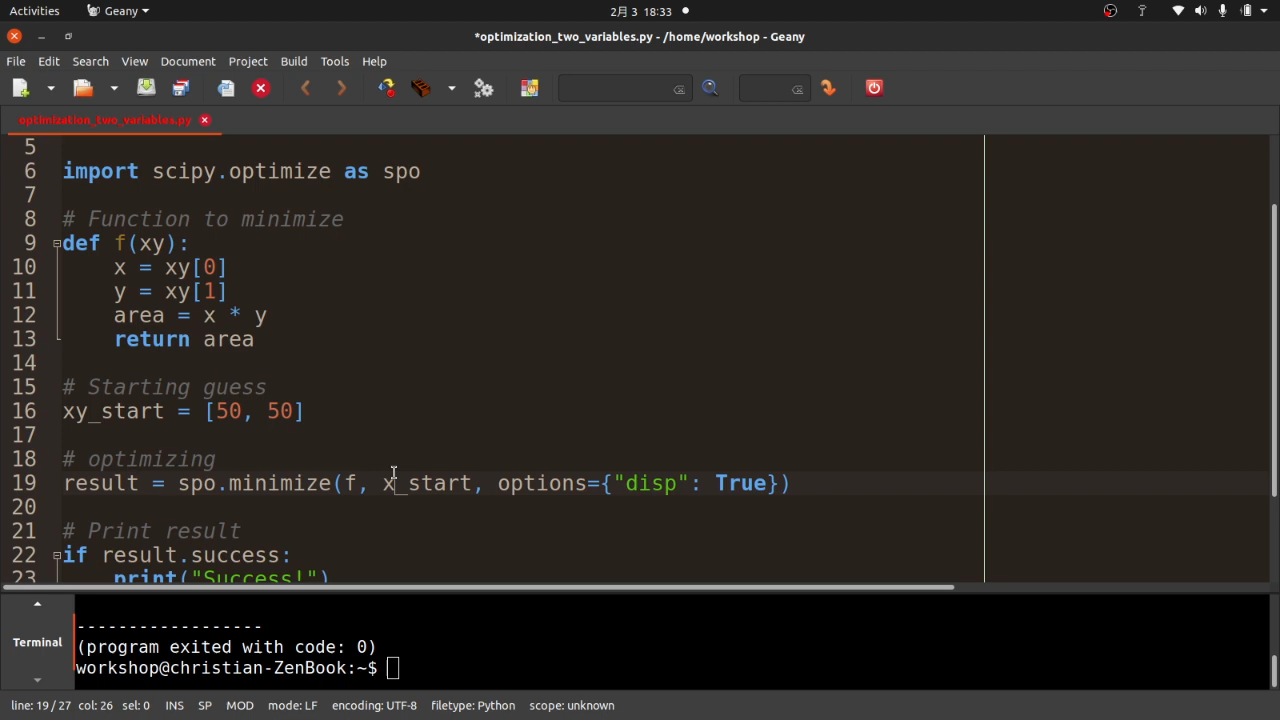 Activities Geany 2月 3 18:33
*optimization_two_variables.py - /home/workshop - Geany
File Edit Search View Document Project Build Tools Help
optimization_two_variables.py
5
6 import scipy.optimize as spo
7
8 # Function to minimize
9 def f(xy):
10 x = xy[0]
11 y = xy[1]
12 area = x * y
13 return area
14
15 # Starting guess
16 xy_start = [50, 50]
17
18 # optimizing
19 result = spo.minimize(f, x_start, options={"disp": True})
20
21 # Print result
22 if result.success:
23 print("Success!")
Terminal
------------------
(program exited with code: 0)
workshop@christian-ZenBook:~$
line: 19 / 27 col: 26 sel: 0 INS SP MOD mode: LF encoding: UTF-8 filetype: Python scope: unknown